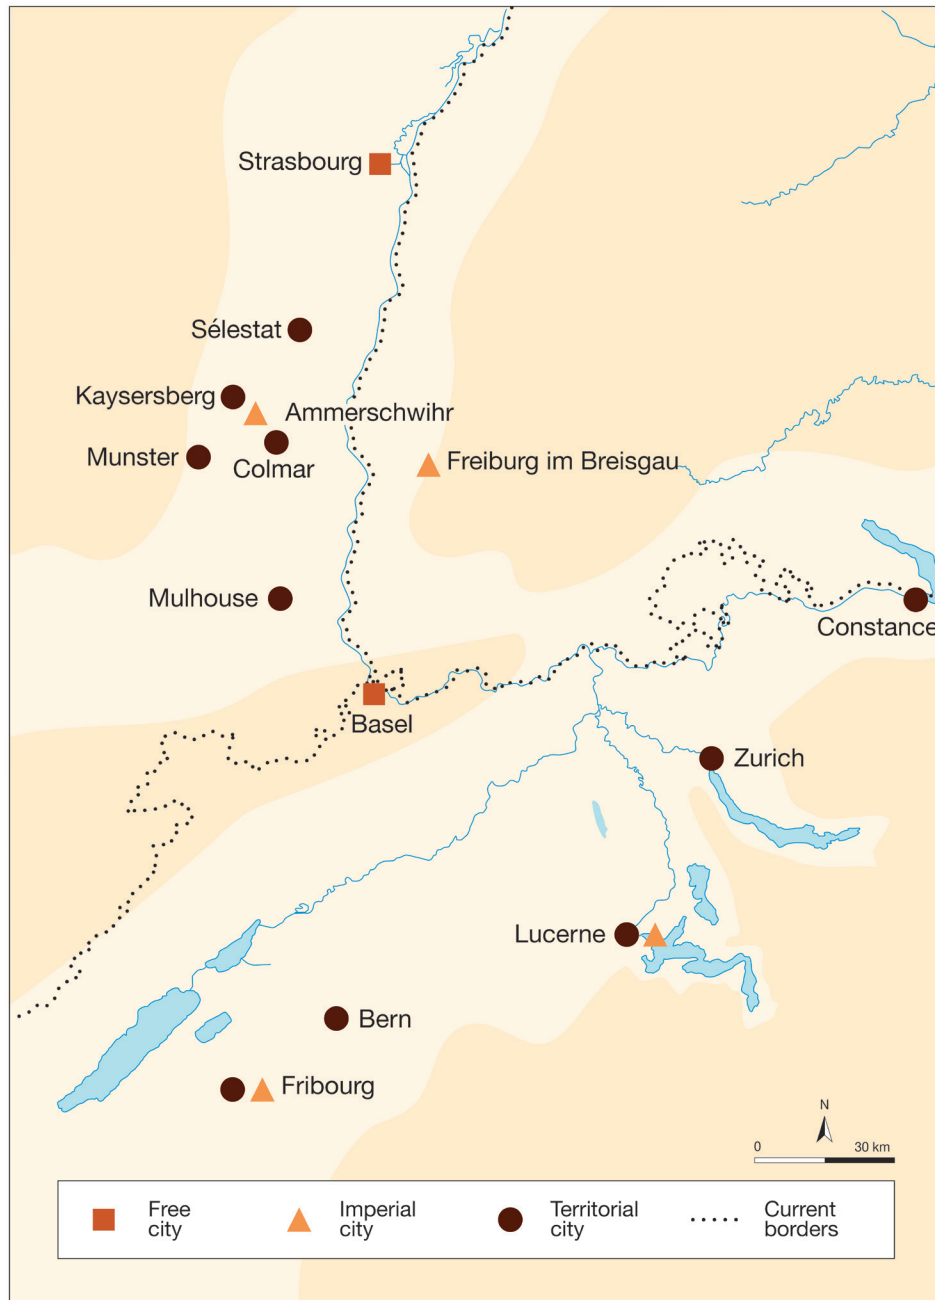 Strasbourg
Sélestat
Kaysersberg
Ammerschwihr
Munster
Colmar
Freiburg im Breisgau
Mulhouse
Constance
Basel
Zurich
Lucerne
Bern
Fribourg
N
0 30 km
Free
city
Imperial
city
Territorial
city
Current
borders